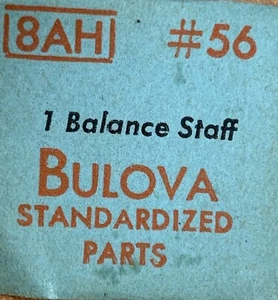 8AH #56
1 Balance Staff
BULOVA
STANDARDIZED
PARTS